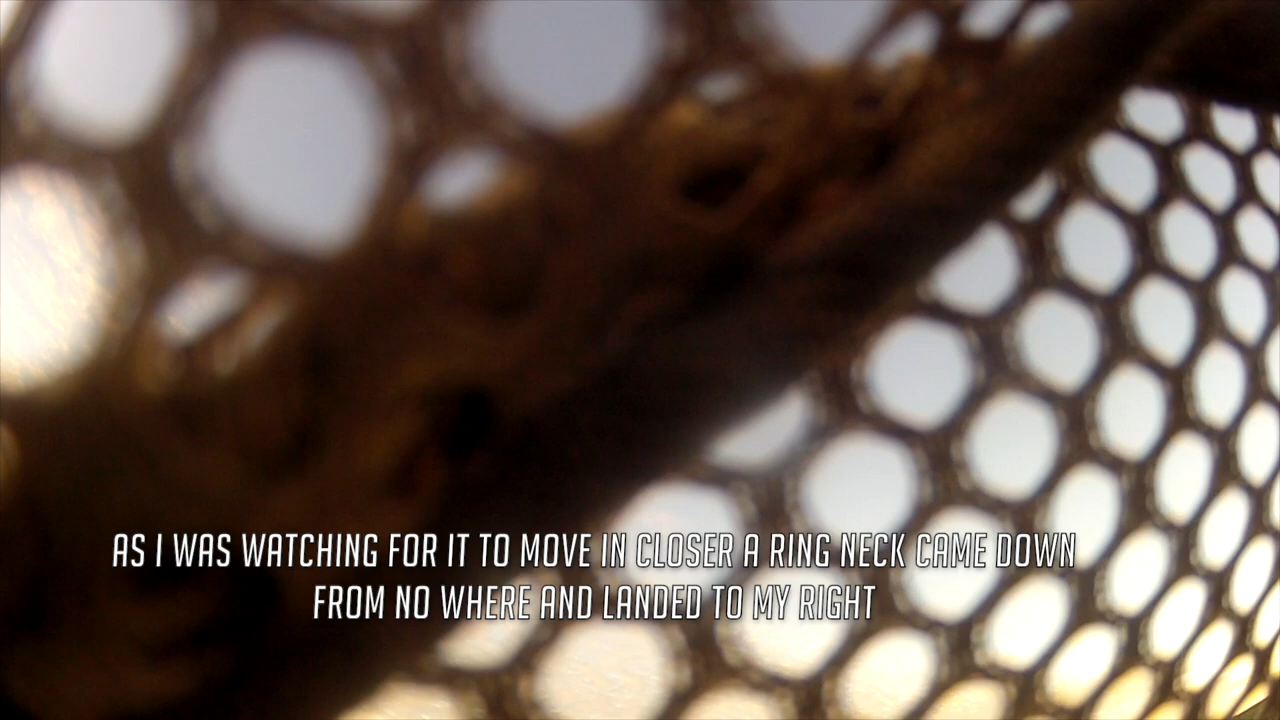 AS I WAS WATCHING FOR IT TO MOVE IN CLOSER A RING NECK CAME DOWN
FROM NO WHERE AND LANDED TO MY RIGHT